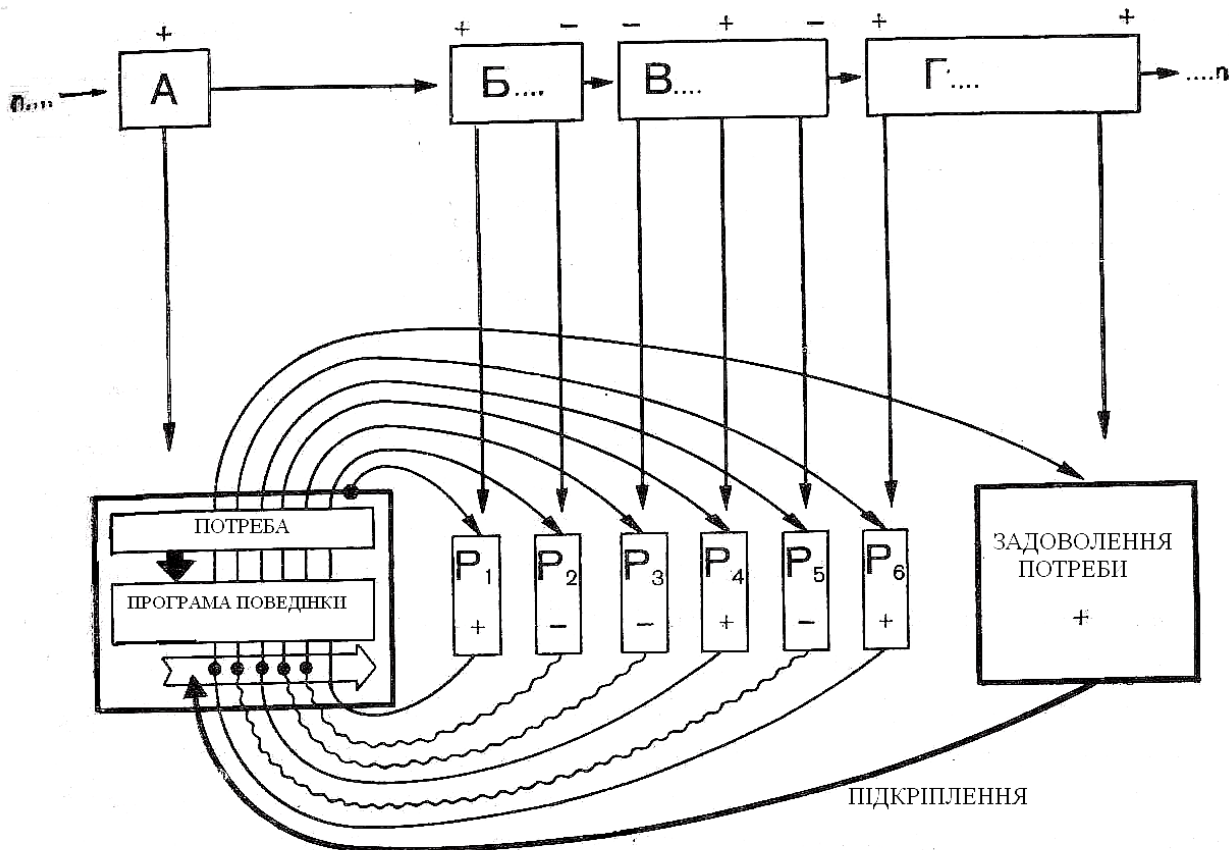 + + − − + − + +
n.... А Б.... В.... Г.... ....n
ПОТРЕБА
ПРОГРАМА ПОВЕДІНКИ
P1 P2 P3 P4 P5 P6
+ − − + − +
ЗАДОВОЛЕННЯ
ПОТРЕБИ
+
ПІДКРІПЛЕННЯ